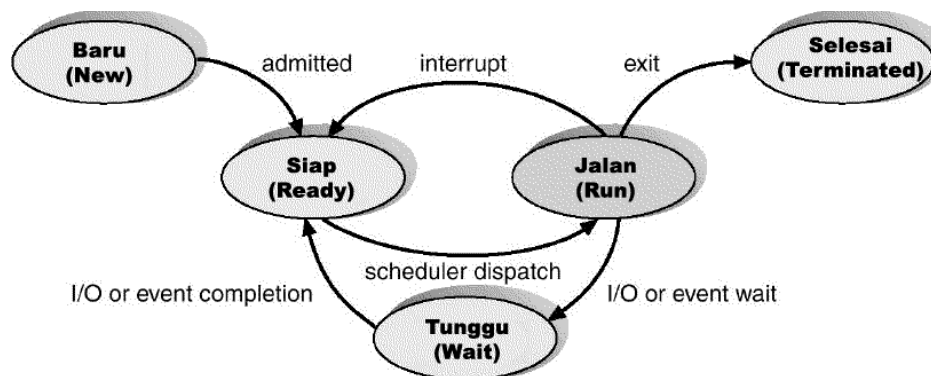 Baru
(New)
Selesai
(Terminated)
admitted
interrupt
exit
Siap
(Ready)
Jalan
(Run)
scheduler dispatch
I/O or event completion
I/O or event wait
Tunggu
(Wait)